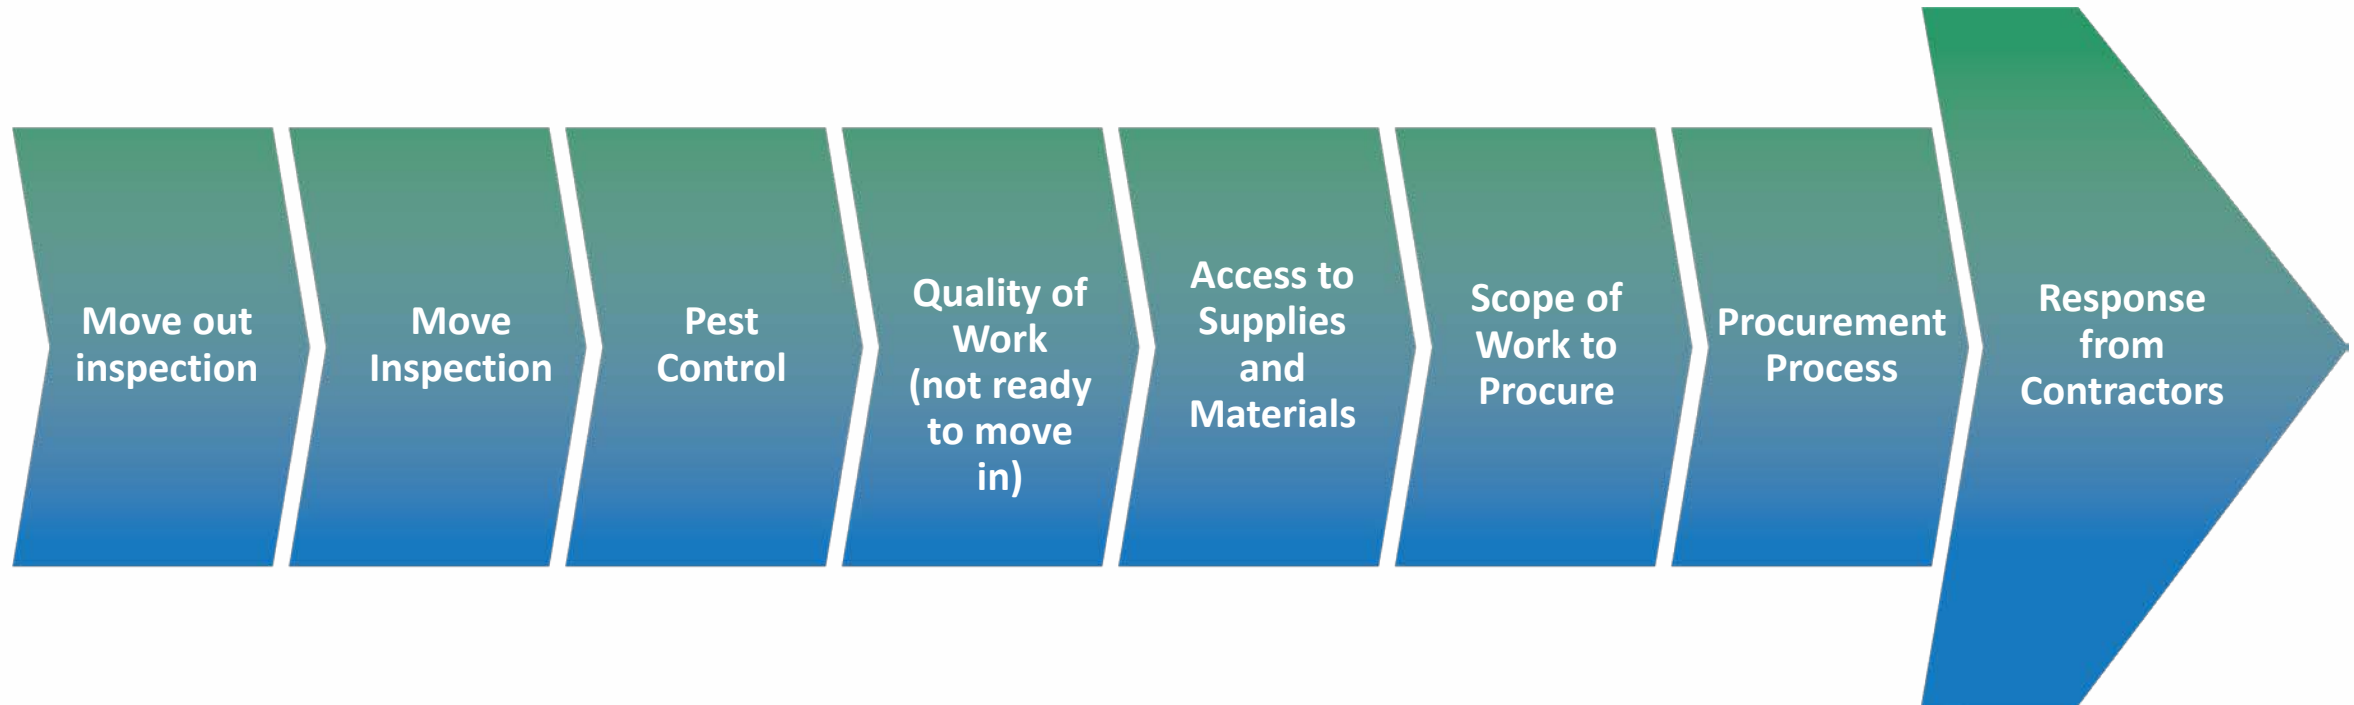 Move out
inspection
Move
Inspection
Pest
Control
Quality of
Work
(not ready
to move
in)
Access to
Supplies
and
Materials
Scope of
Work to
Procure
Procurement
Process
Response
from
Contractors